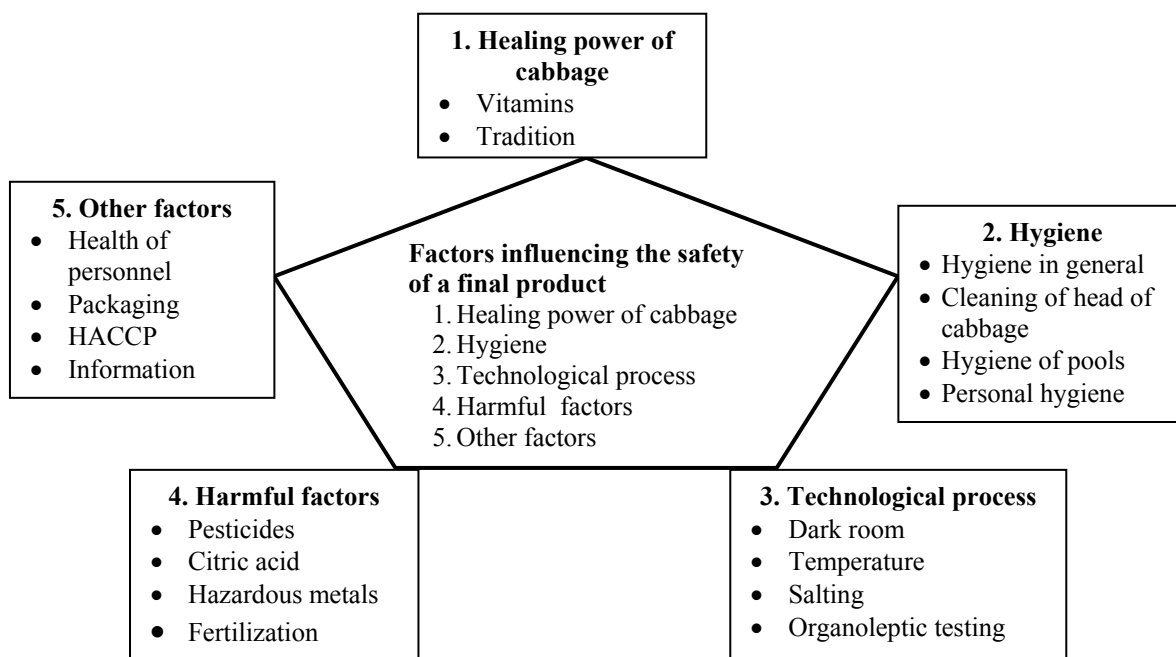 1. Healing power of
cabbage
• Vitamins
• Tradition
5. Other factors
• Health of
personnel
• Packaging
• HACCP
• Information
Factors influencing the safety
of a final product
1. Healing power of cabbage
2. Hygiene
3. Technological process
4. Harmful factors
5. Other factors
2. Hygiene
• Hygiene in general
• Cleaning of head of
cabbage
• Hygiene of pools
• Personal hygiene
4. Harmful factors
• Pesticides
• Citric acid
• Hazardous metals
• Fertilization
3. Technological process
• Dark room
• Temperature
• Salting
• Organoleptic testing